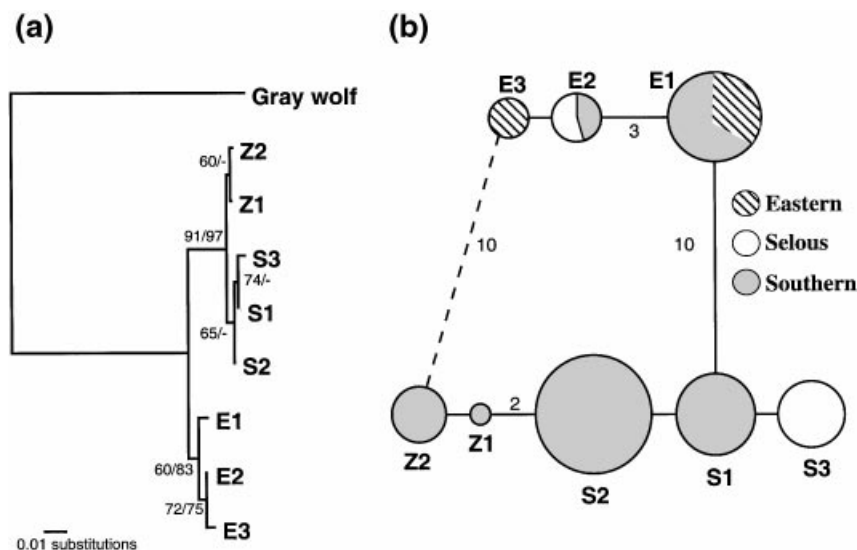 (a)
Gray wolf
60/-
Z2
Z1
91/97
S3
74/-
S1
65/-
S2
E1
60/83
E2
72/75
E3
0.01 substitutions
(b)
E3
E2
E1
3
10
10
Eastern
Selous
Southern
2
Z2
Z1
S2
S1
S3